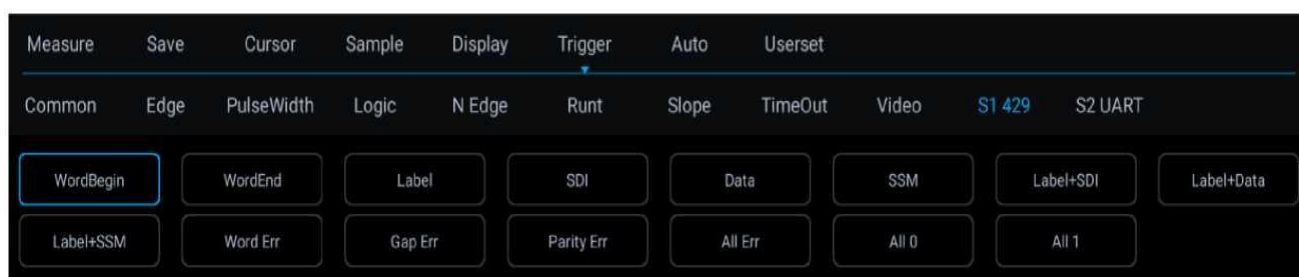 Measure Save Cursor Sample Display Trigger Auto Userset
Common Edge PulseWidth Logic N Edge Runt Slope TimeOut Video S1 429 S2 UART
WordBegin WordEnd Label SDI Data SSM Label+SDI Label+Data
Label+SSM Word Err Gap Err Parity Err All Err All 0 All 1